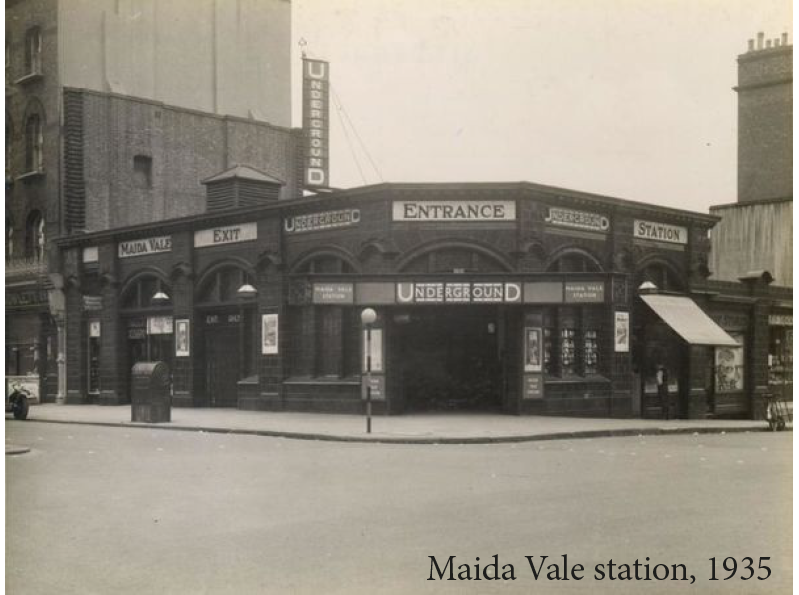 UNDERGROUND
MAIDA VALE
EXIT
UNDERGROUND
ENTRANCE
UNDERGROUND
STATION
MAIDA VALE
STATION
UNDERGROUND
MAIDA VALE
STATION
EXIT ONLY
Maida Vale station, 1935